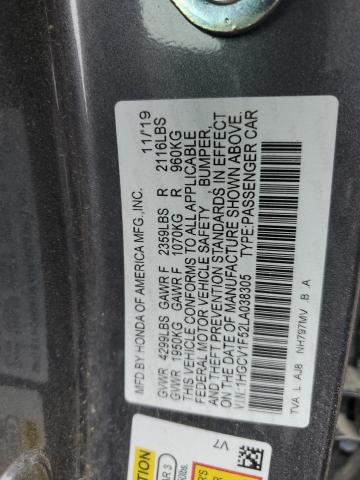 MFD.BY HONDA OF AMERICA MFG.,INC. 11/'19
GVWR 4299LBS GAWR F 2359LBS R 2116LBS
GVWR 1950KG GAWR F 1070KG R 960KG
THIS VEHICLE CONFORMS TO ALL APPLICABLE
FEDERAL MOTOR VEHICLE SAFETY, BUMPER,
AND THEFT PREVENTION STANDARDS IN EFFECT
ON THE DATE OF MANUFACTURE SHOWN ABOVE.
V.I.N.:1HGCV1F52LA038305 TYPE:PASSENGER CAR
TVA L AJ8 NH797MV B A
V7